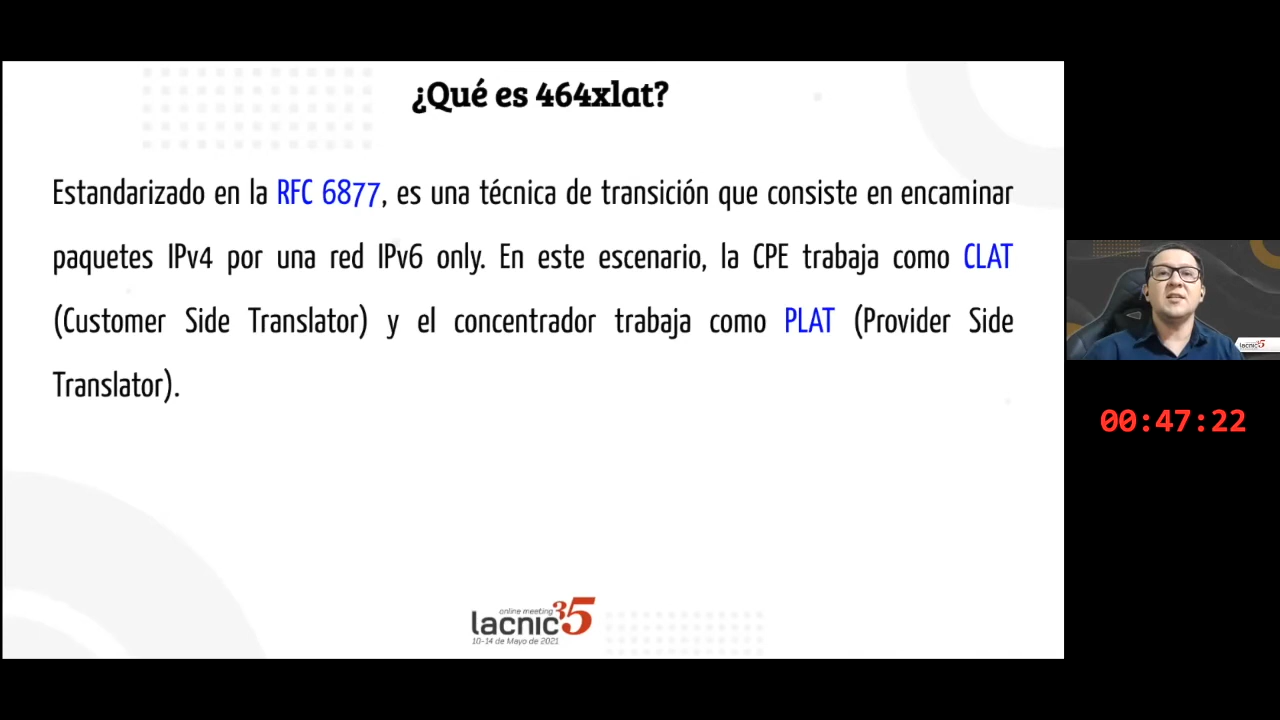 ¿Qué es 464xlat?
Estandarizado en la RFC 6877, es una técnica de transición que consiste en encaminar
paquetes IPv4 por una red IPv6 only. En este escenario, la CPE trabaja como CLAT
(Customer Side Translator) y el concentrador trabaja como PLAT (Provider Side
Translator).
lacnic35
00:47:22
online meeting
lacnic35
10-14 de Mayo de 2021